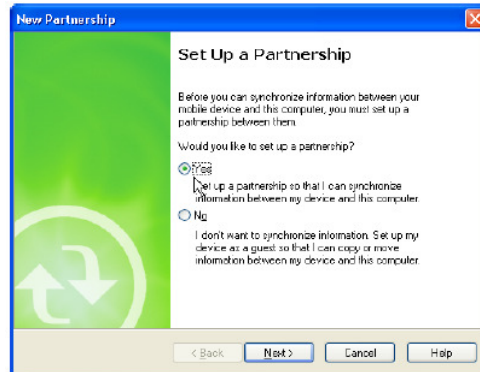 New Partnership
Set Up a Partnership
Before you can synchronize information between your
mobile device and this computer, you must set up a
partnership between them.
Would you like to set up a partnership?
Yes
Set up a partnership so that I can synchronize
information between my device and this computer.
No
I don't want to synchronize information. Set up my
device as a guest so that I can copy or move
information between my device and this computer.
< Back
Next >
Cancel
Help